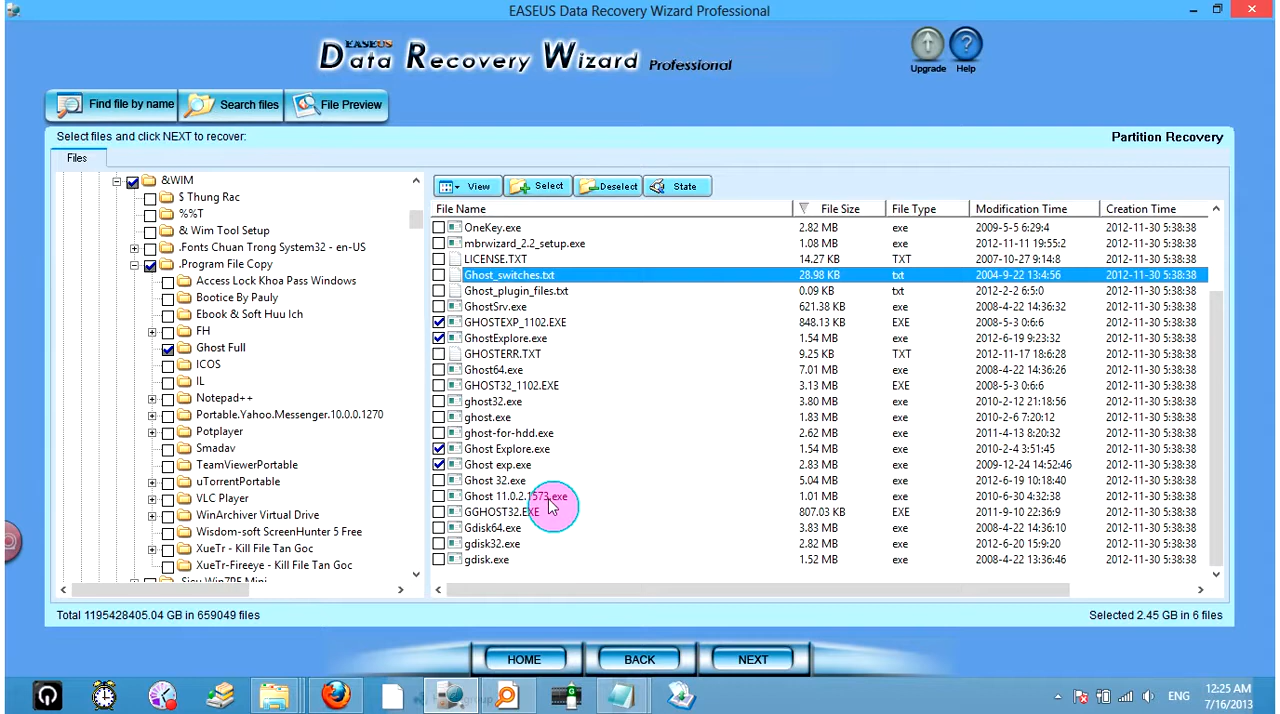 EASEUS Data Recovery Wizard Professional
EASEUS
Data Recovery Wizard Professional
Upgrade Help
Find file by name Search files File Preview
Select files and click NEXT to recover: Partition Recovery
Files
&WIM
S Thung Rac
%%T
& Wim Tool Setup
.Fonts Chuan Trong System32 - en-US
.Program File Copy
Access Lock Khoa Pass Windows
Bootice By Pauly
Ebook & Soft Huu Ich
FH
Ghost Full
ICOS
IL
Notepad++
Portable.Yahoo.Messenger.10.0.0.1270
Potplayer
Smadav
TeamViewerPortable
uTorrentPortable
VLC Player
WinArchiver Virtual Drive
Wisdom-soft ScreenHunter 5 Free
XueTr - Kill File Tan Goc
XueTr-Fireeye - Kill File Tan Goc
.Sicu Win7PE Mini
View Select Deselect State
File Name File Size File Type Modification Time Creation Time
OneKey.exe 2.82 MB exe 2009-5-5 6:29:4 2012-11-30 5:38:38
mbrwizard_2.2_setup.exe 1.08 MB exe 2012-11-11 19:55:2 2012-11-30 5:38:38
LICENSE.TXT 14.27 KB TXT 2007-10-27 9:14:8 2012-11-30 5:38:38
Ghost_switches.txt 28.98 KB txt 2004-9-22 13:4:56 2012-11-30 5:38:38
Ghost_plugin_files.txt 0.09 KB txt 2012-2-2 6:5:0 2012-11-30 5:38:38
GhostSrv.exe 621.38 KB exe 2008-4-22 14:36:32 2012-11-30 5:38:38
GHOSTEXP_1102.EXE 848.13 KB EXE 2008-5-3 0:6:6 2012-11-30 5:38:38
GhostExplore.exe 1.54 MB exe 2012-6-19 9:23:32 2012-11-30 5:38:38
GHOSTERR.TXT 9.25 KB TXT 2012-11-17 18:6:28 2012-11-30 5:38:38
Ghost64.exe 7.01 MB exe 2008-4-22 14:36:26 2012-11-30 5:38:38
GHOST32_1102.EXE 3.13 MB EXE 2008-5-3 0:6:6 2012-11-30 5:38:38
ghost32.exe 3.80 MB exe 2010-2-12 21:18:56 2012-11-30 5:38:38
ghost.exe 1.83 MB exe 2010-2-6 7:20:12 2012-11-30 5:38:38
ghost-for-hdd.exe 2.62 MB exe 2011-4-13 8:20:32 2012-11-30 5:38:38
Ghost Explore.exe 1.54 MB exe 2010-2-4 3:51:45 2012-11-30 5:38:38
Ghost exp.exe 2.83 MB exe 2009-12-24 14:52:46 2012-11-30 5:38:38
Ghost 32.exe 5.04 MB exe 2012-6-19 10:18:40 2012-11-30 5:38:38
Ghost 11.0.2.1573.exe 1.01 MB exe 2010-6-30 4:32:38 2012-11-30 5:38:38
GGHOST32.EXE 807.03 KB EXE 2011-9-10 22:36:9 2012-11-30 5:38:38
Gdisk64.exe 3.83 MB exe 2008-4-22 14:36:10 2012-11-30 5:38:38
gdisk32.exe 2.82 MB exe 2012-6-20 15:9:20 2012-11-30 5:38:38
gdisk.exe 1.52 MB exe 2008-4-22 13:36:46 2012-11-30 5:38:38
Total 1195428405.04 GB in 659049 files Selected 2.45 GB in 6 files
HOME BACK NEXT
ENG
12:25 AM
7/16/2013